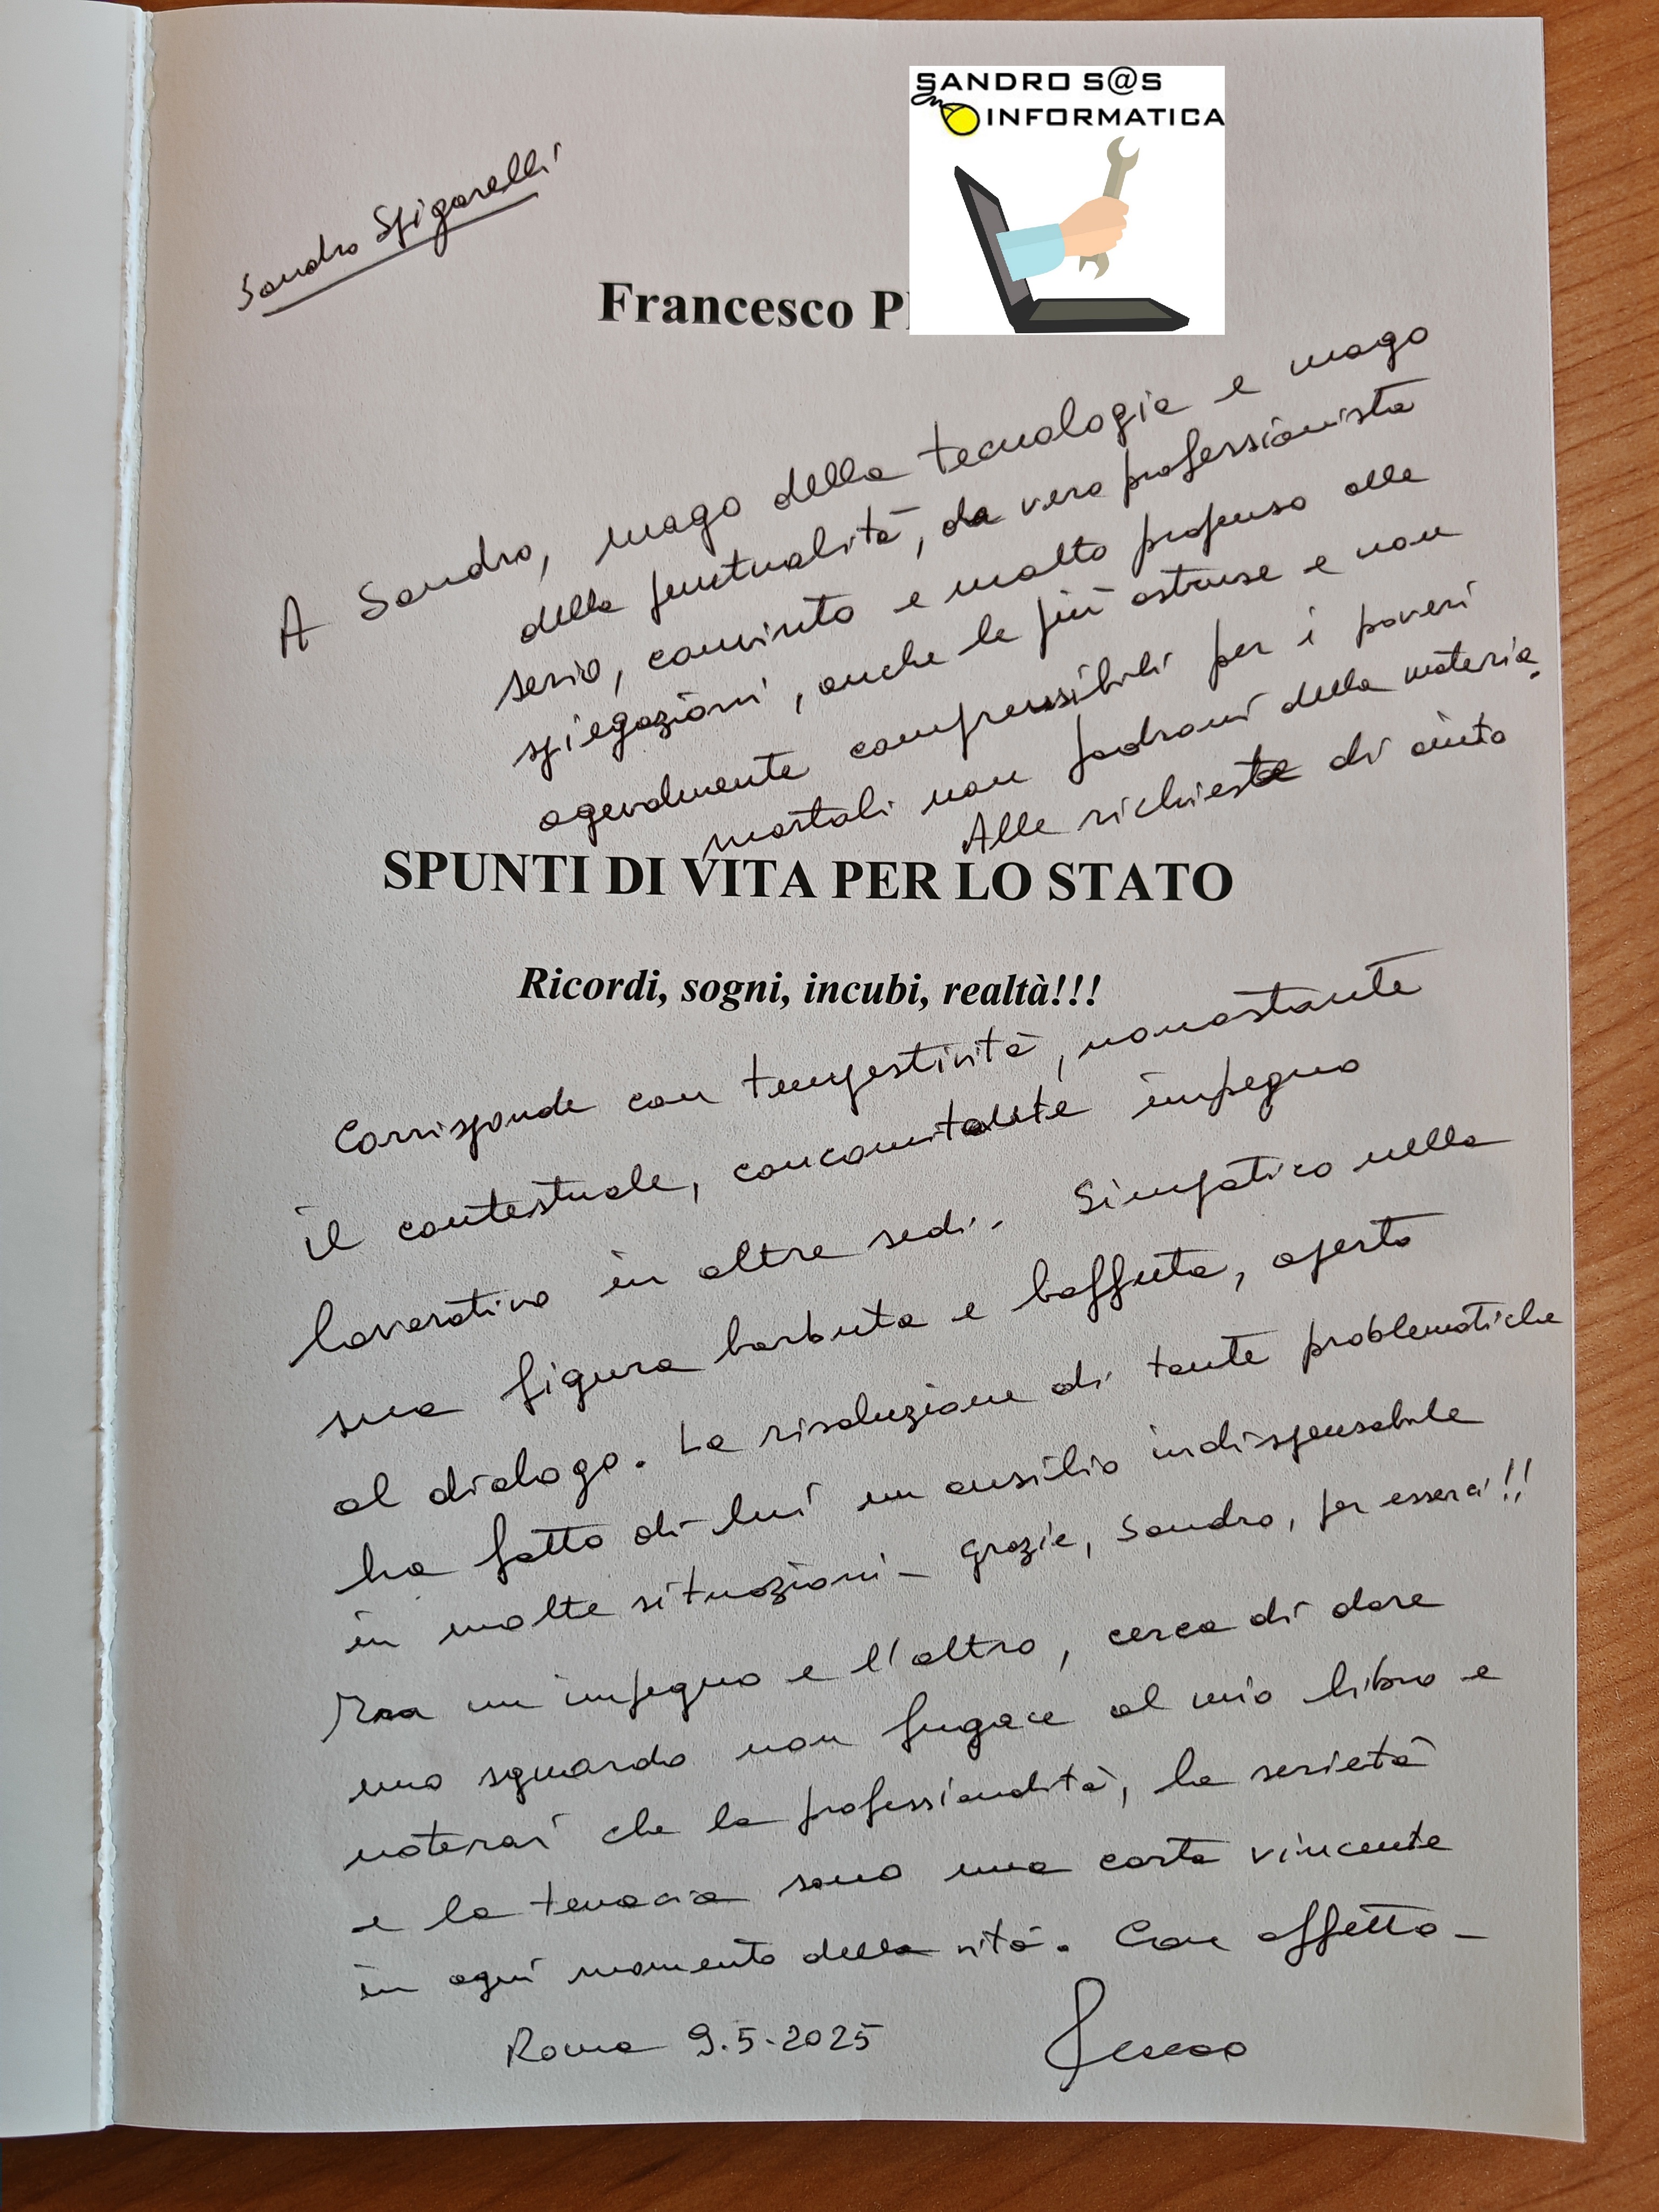 SANDRO S@S
INFORMATICA
Sandro Spigarelli
Francesco P
A Sandro, mago della tecnologia e mago
della puntualità, da vero professionista
serio, convinto e molto propenso alle
spiegazioni, anche le più astruse e non
agevolmente comprensibili per i poveri
mortali non padroni della materia.
Alle richieste di aiuto
SPUNTI DI VITA PER LO STATO
Ricordi, sogni, incubi, realtà!!!
Corrisponde con tempestività, nonostante
il contestuale, concomitante impegno
lavorativo in altre sedi. Simpatico nella
sua figura barbuta e baffuta, aperto
al dialogo. La risoluzione di tante problematiche
ha fatto di lui un ausilio indispensabile
in molte situazioni - Grazie, Sandro, per esserci!!
Tra un impegno e l'altro, cerca di dare
uno sguardo non fugace al mio libro e
noterai che la professionalità, la serietà
e la tenacia sono una carta vincente
in ogni momento della vita. Con affetto -
Roma 9.5.2025